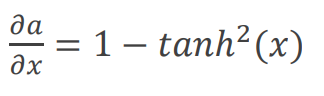 ∂a/∂x = 1 − tanh²(x)